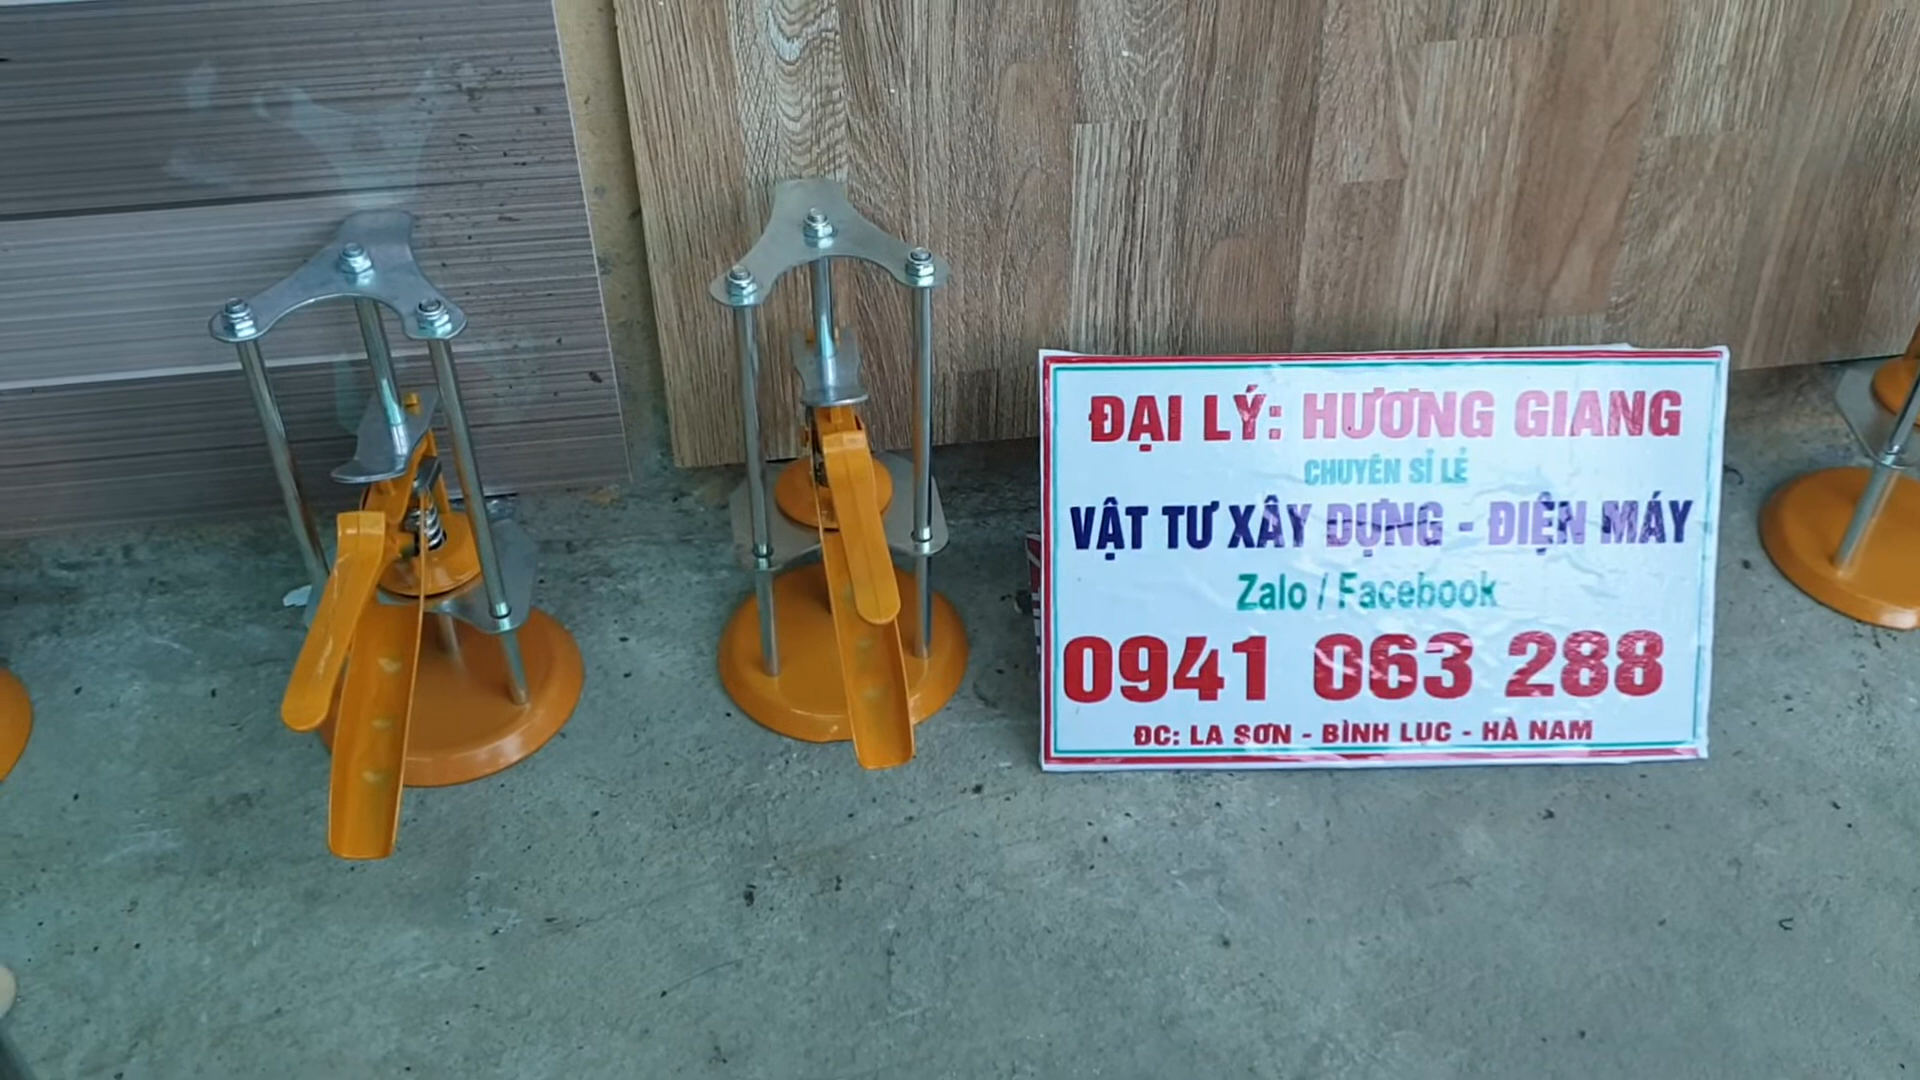 ĐẠI LÝ: HƯƠNG GIANG
CHUYÊN SỈ LẺ
VẬT TƯ XÂY DỰNG - ĐIỆN MÁY
Zalo / Facebook
0941 063 288
ĐC: LA SƠN - BÌNH LỤC - HÀ NAM